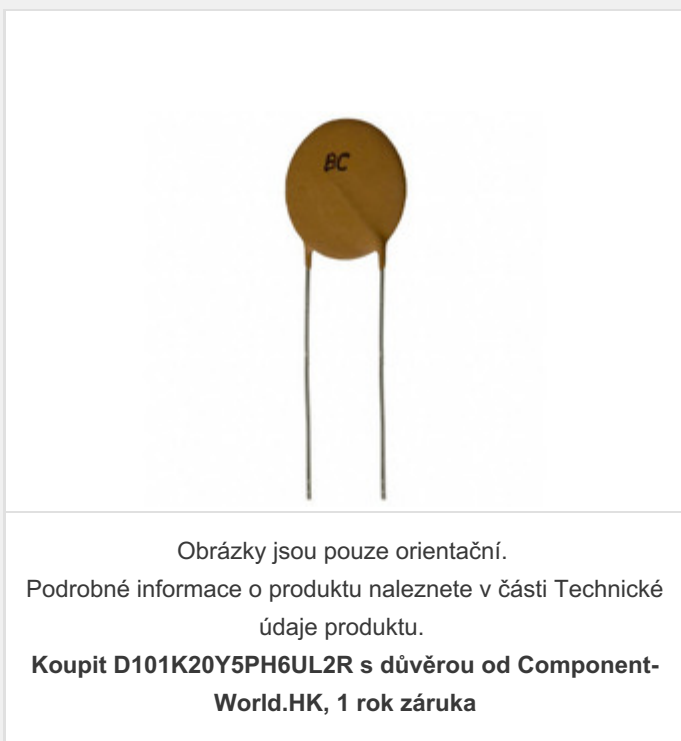 BC
Obrázky jsou pouze orientační.
Podrobné informace o produktu naleznete v části Technické
údaje produktu.
Koupit D101K20Y5PH6UL2R s důvěrou od Component-
World.HK, 1 rok záruka